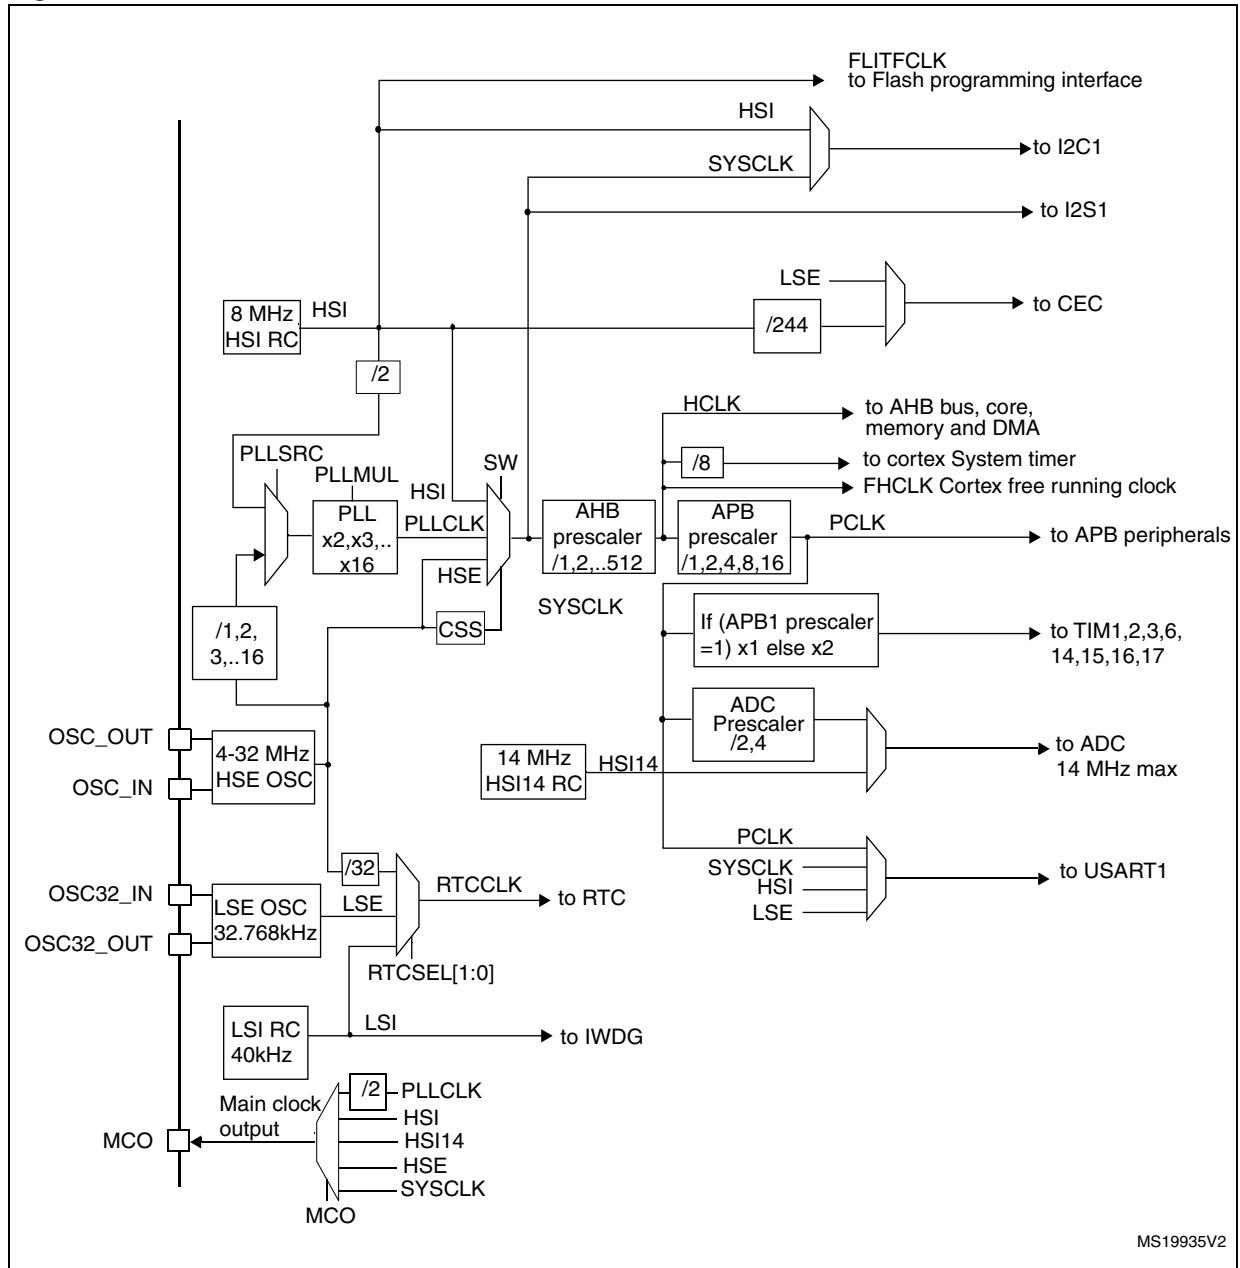 FLITFCLK
to Flash programming interface
HSI
to I2C1
SYSCLK
to I2S1
LSE
to CEC
8 MHz
HSI RC
HSI
/244
/2
HCLK
to AHB bus, core,
memory and DMA
PLLSRC
SW
/8
to cortex System timer
PLLMUL
HSI
FHCLK Cortex free running clock
PLL
x2,x3,..
x16
PLLCLK
AHB
prescaler
/1,2,..512
APB
prescaler
/1,2,4,8,16
PCLK
to APB peripherals
HSE
SYSCLK
/1,2,
3,..16
CSS
If (APB1 prescaler
=1) x1 else x2
to TIM1,2,3,6,
14,15,16,17
OSC_OUT
OSC_IN
4-32 MHz
HSE OSC
14 MHz
HSI14 RC
HSI14
ADC
Prescaler
/2,4
to ADC
14 MHz max
PCLK
SYSCLK
HSI
LSE
to USART1
/32
OSC32_IN
OSC32_OUT
LSE OSC
32.768kHz
LSE
RTCCLK
to RTC
RTCSEL[1:0]
LSI RC
40kHz
LSI
to IWDG
/2
PLLCLK
Main clock
output
HSI
MCO
HSI14
HSE
SYSCLK
MCO
MS19935V2